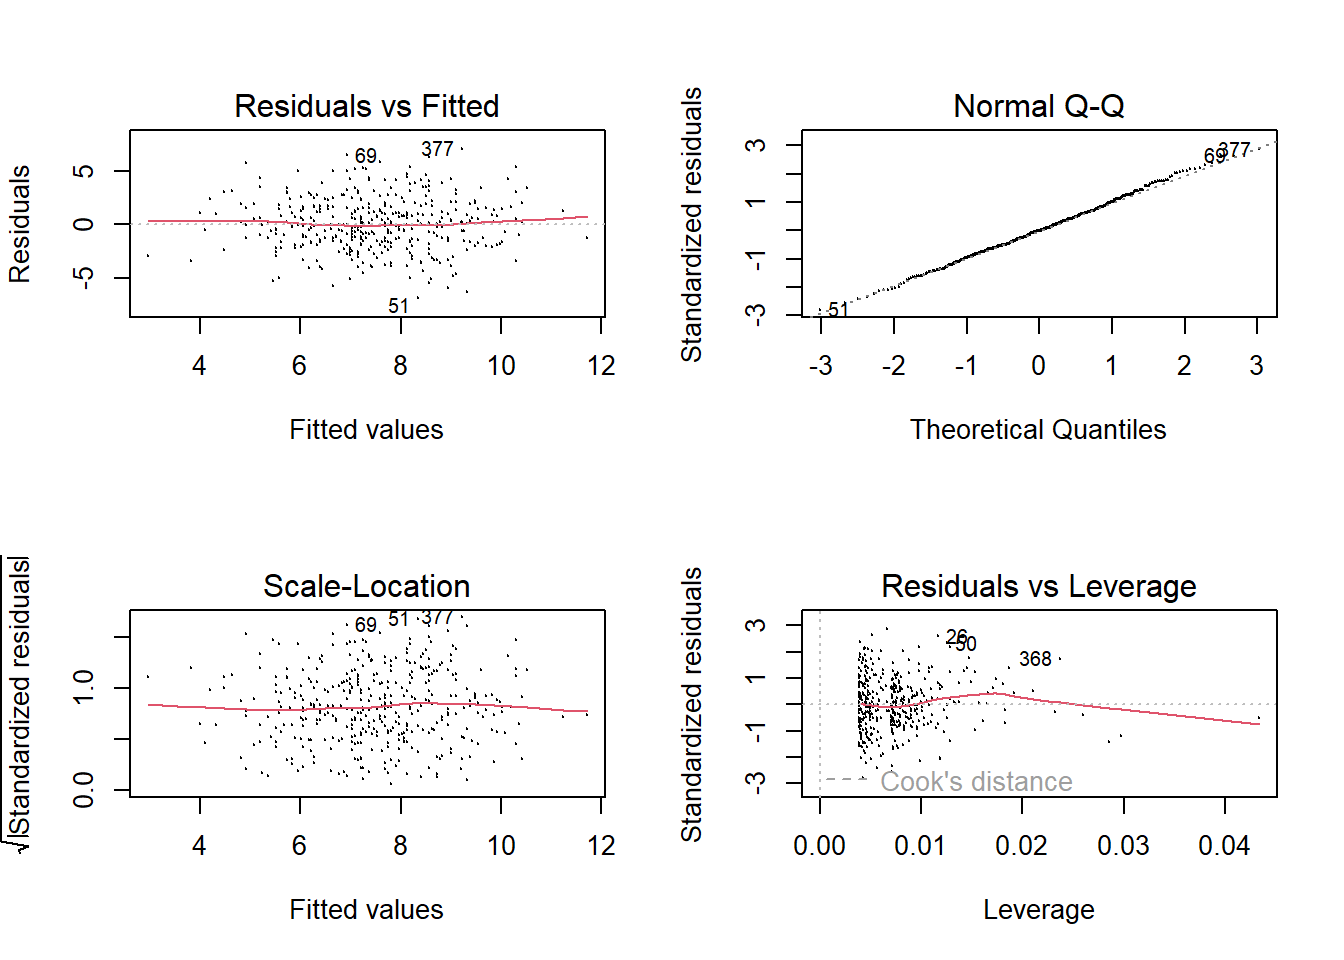 Residuals vs Fitted
Residuals
5
0
-5
69
377
51
4 6 8 10 12
Fitted values
Normal Q-Q
Standardized residuals
3
1
-1
-3
69
377
51
-3 -2 -1 0 1 2 3
Theoretical Quantiles
Scale-Location
√|Standardized residuals|
1.0
0.0
69
51
377
4 6 8 10 12
Fitted values
Residuals vs Leverage
Standardized residuals
3
1
-1
-3
26
50
368
Cook's distance
0.00 0.01 0.02 0.03 0.04
Leverage